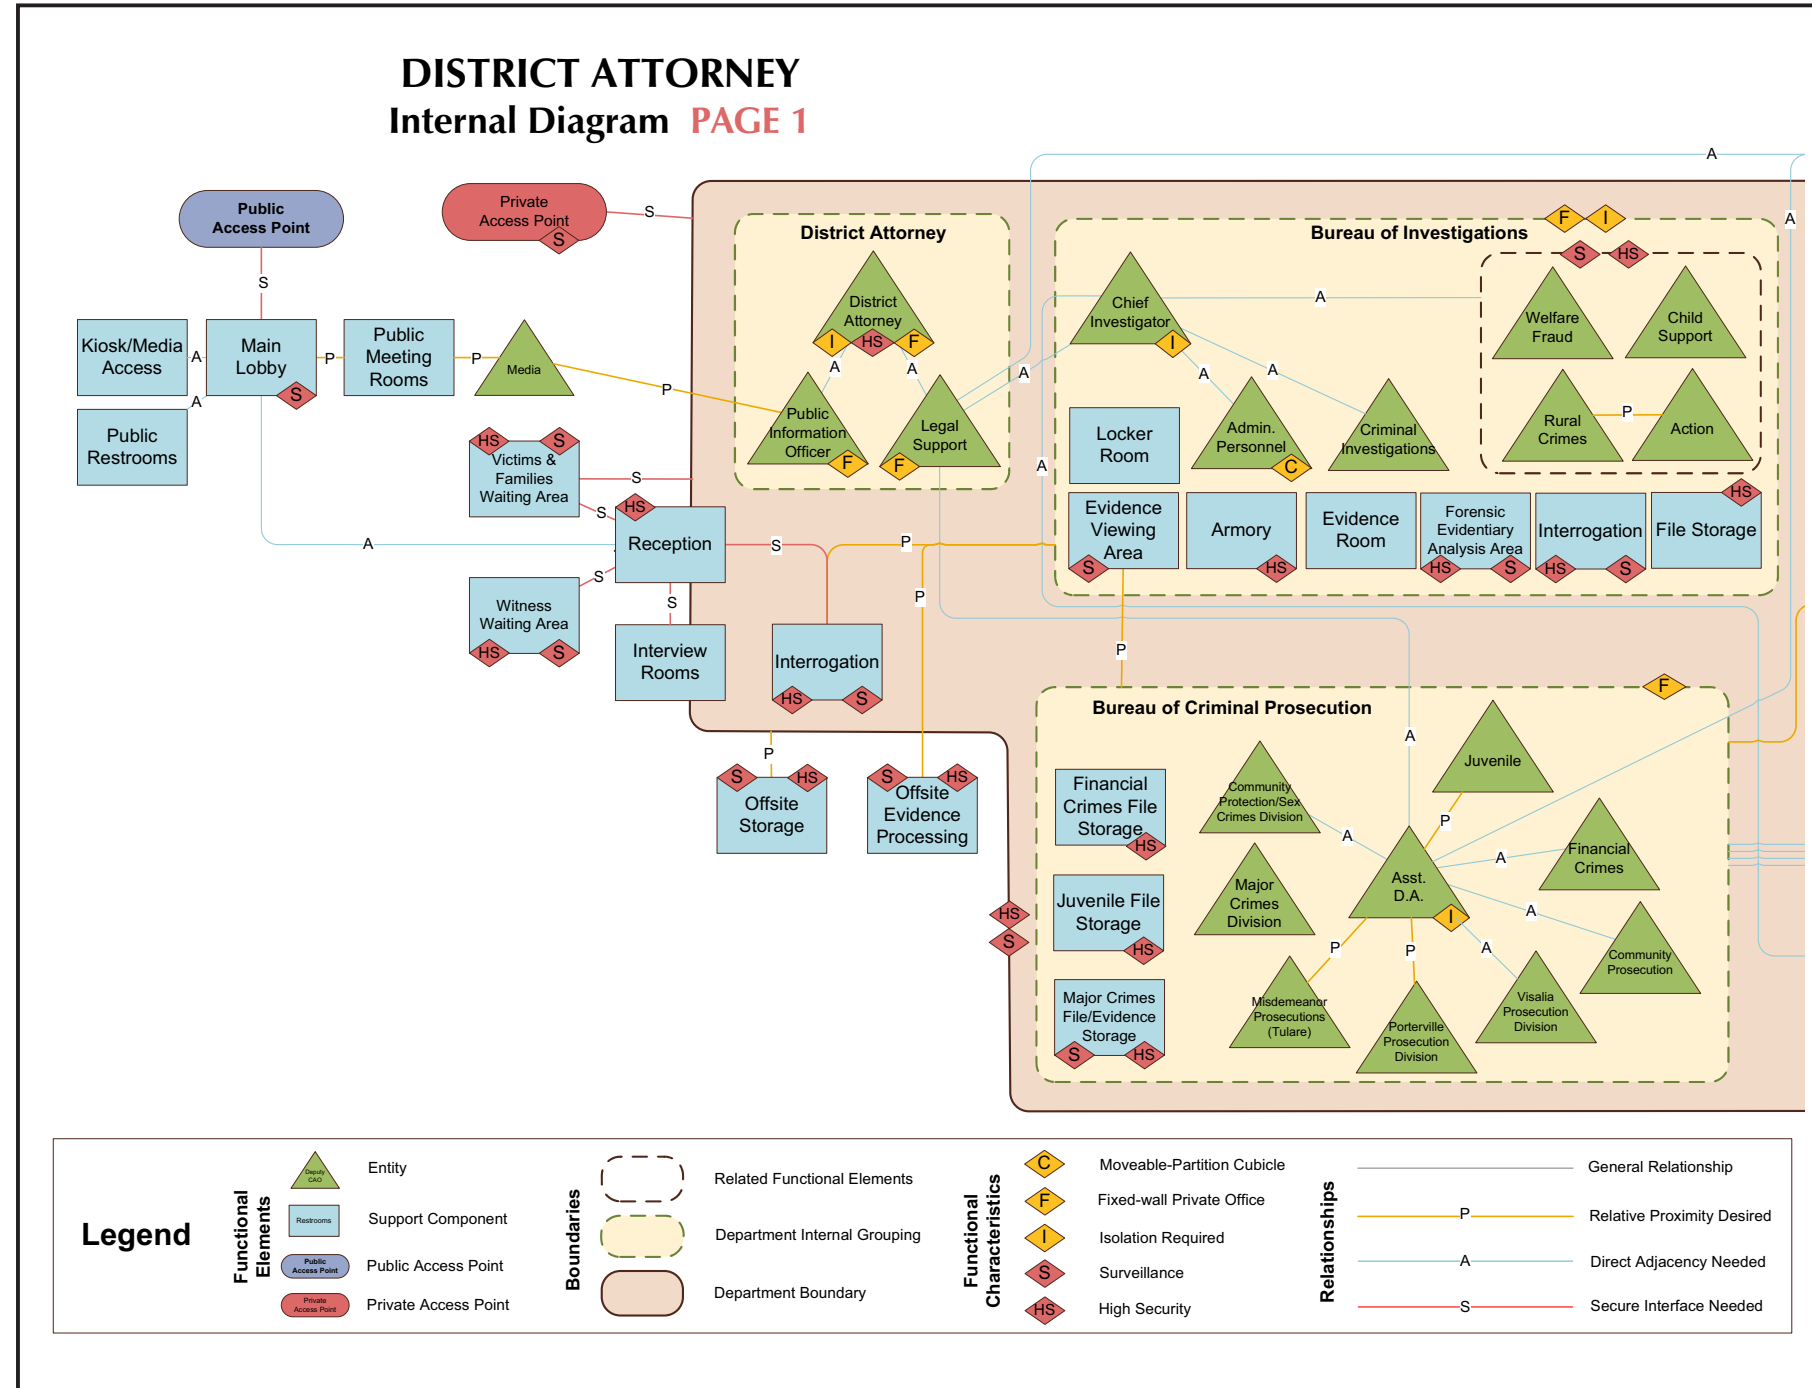 DISTRICT ATTORNEY
Internal Diagram PAGE 1
A
Public
Access Point
Private
Access Point
S
S
S
A
District Attorney
District
Attorney
I
HS
F
A
A
Public
Information
Officer
F
Legal
Support
F
Kiosk/Media
Access
A
Main
Lobby
S
P
Public
Meeting
Rooms
P
Media
P
A
Public
Restrooms
A
HS
S
Victims &
Families
Waiting Area
S
S
HS
Reception
S
S
Witness
Waiting Area
HS
S
S
Interview
Rooms
Interrogation
HS
S
P
P
P
S
HS
Offsite
Storage
S
HS
Offsite
Evidence
Processing
F
I
Bureau of Investigations
Chief
Investigator
I
A
A
A
A
A
Admin.
Personnel
C
Criminal
Investigations
S
HS
Welfare
Fraud
Child
Support
Rural
Crimes
P
Action
Locker
Room
Evidence
Viewing
Area
S
Armory
HS
Evidence
Room
Forensic
Evidentiary
Analysis Area
HS
S
Interrogation
HS
S
HS
File Storage
P
F
Bureau of Criminal Prosecution
A
Financial
Crimes File
Storage
HS
Juvenile File
Storage
HS
Major Crimes
File/Evidence
Storage
S
HS
HS
S
Community
Protection/Sex
Crimes Division
A
Juvenile
P
Financial
Crimes
A
Major
Crimes
Division
Asst.
D.A.
I
A
Community
Prosecution
P
P
A
Misdemeanor
Prosecutions
(Tulare)
Porterville
Prosecution
Division
Visalia
Prosecution
Division
Legend
Functional
Elements
Deputy
CAO
Entity
Restrooms
Support Component
Public
Access Point
Public Access Point
Private
Access Point
Private Access Point
Boundaries
Related Functional Elements
Department Internal Grouping
Department Boundary
Functional
Characteristics
C
Moveable-Partition Cubicle
F
Fixed-wall Private Office
I
Isolation Required
S
Surveillance
HS
High Security
Relationships
General Relationship
P
Relative Proximity Desired
A
Direct Adjacency Needed
S
Secure Interface Needed